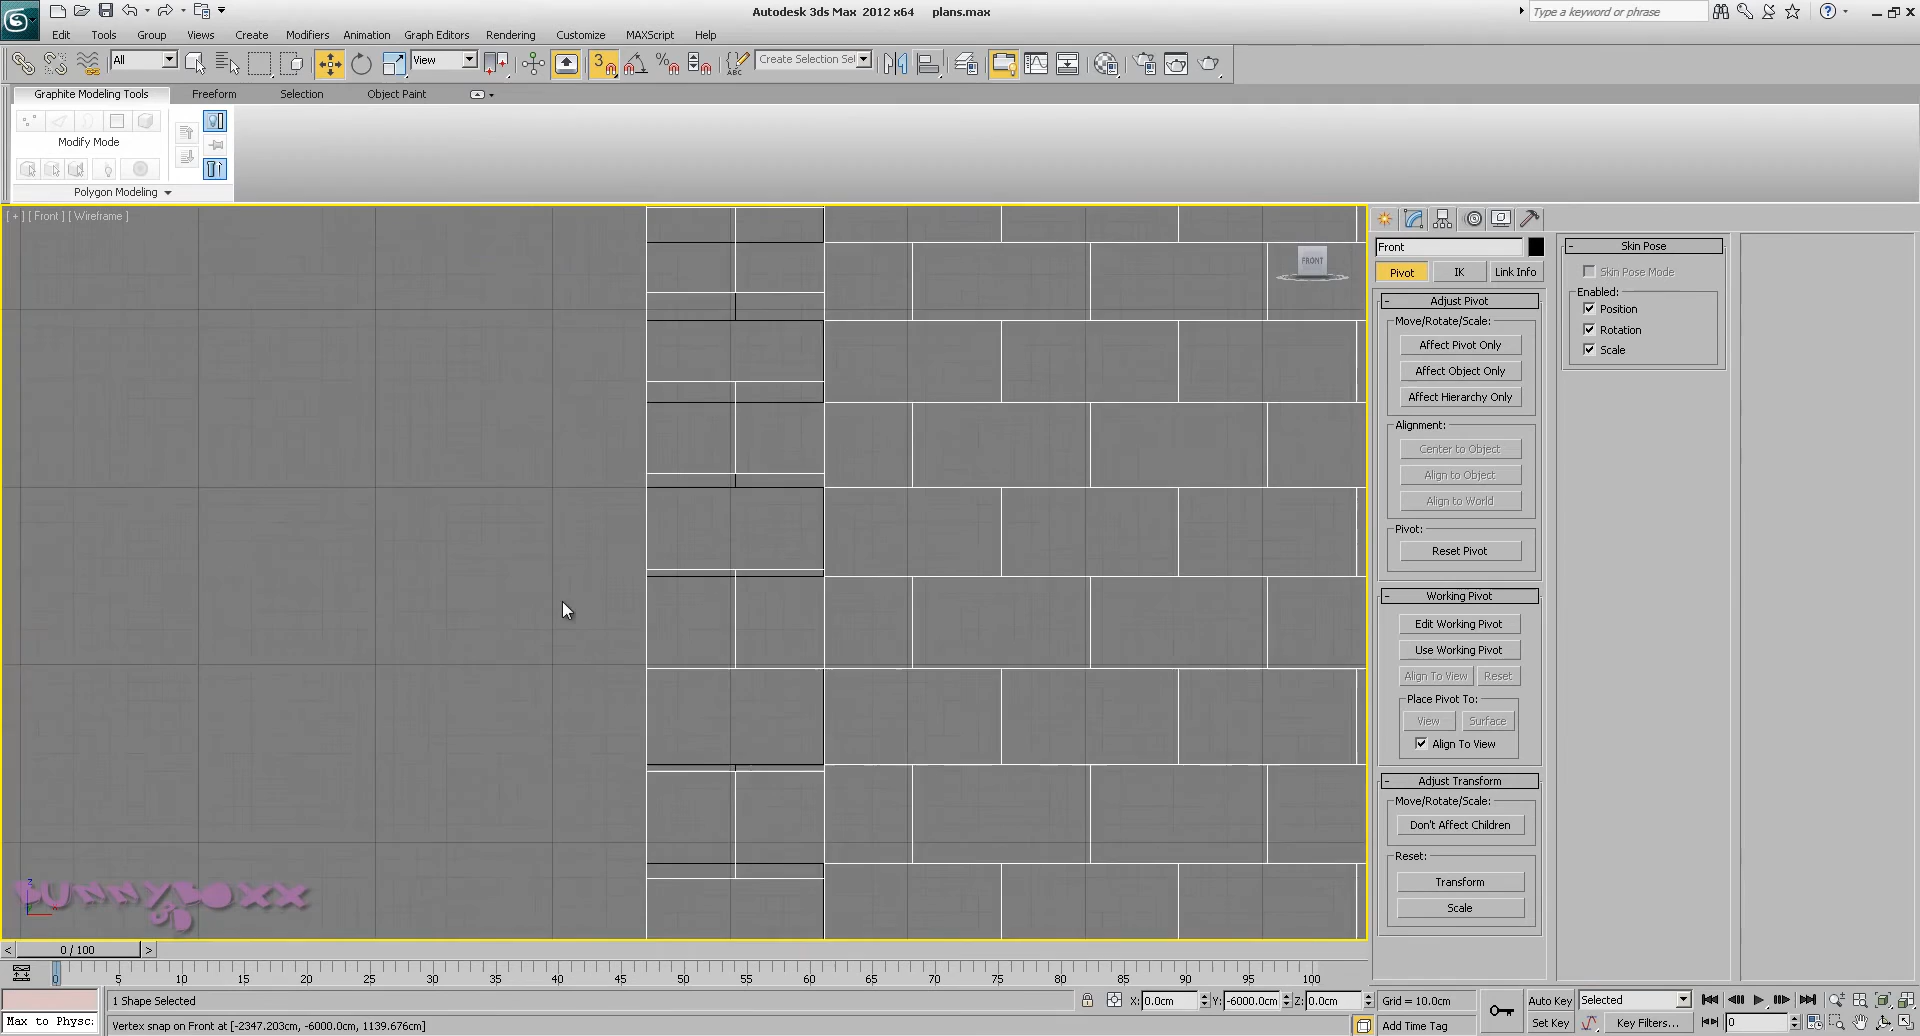 Autodesk 3ds Max 2012 x64 plans.max
Type a keyword or phrase
Edit Tools Group Views Create Modifiers Animation Graph Editors Rendering Customize MAXScript Help
All View 3 Create Selection Sel
Graphite Modeling Tools Freeform Selection Object Paint
Modify Mode
Polygon Modeling
[ + ] [ Front ] [ Wireframe ]
FRONT
Front
Pivot IK Link Info
Adjust Pivot
Move/Rotate/Scale:
Affect Pivot Only
Affect Object Only
Affect Hierarchy Only
Alignment:
Center to Object
Align to Object
Align to World
Pivot:
Reset Pivot
Working Pivot
Edit Working Pivot
Use Working Pivot
Align To View Reset
Place Pivot To:
View Surface
Align To View
Adjust Transform
Move/Rotate/Scale:
Don't Affect Children
Reset:
Transform
Scale
Skin Pose
Skin Pose Mode
Enabled:
Position
Rotation
Scale
BUNNYBOXX
3D
0 / 100
0 5 10 15 20 25 30 35 40 45 50 55 60 65 70 75 80 85 90 95 100
1 Shape Selected X: 0.0cm Y: -6000.0cm Z: 0.0cm Grid = 10.0cm Auto Key Selected
Max to Physc: Vertex snap on Front at [-2347.203cm, -6000.0cm, 1139.676cm] Add Time Tag Set Key Key Filters... 0